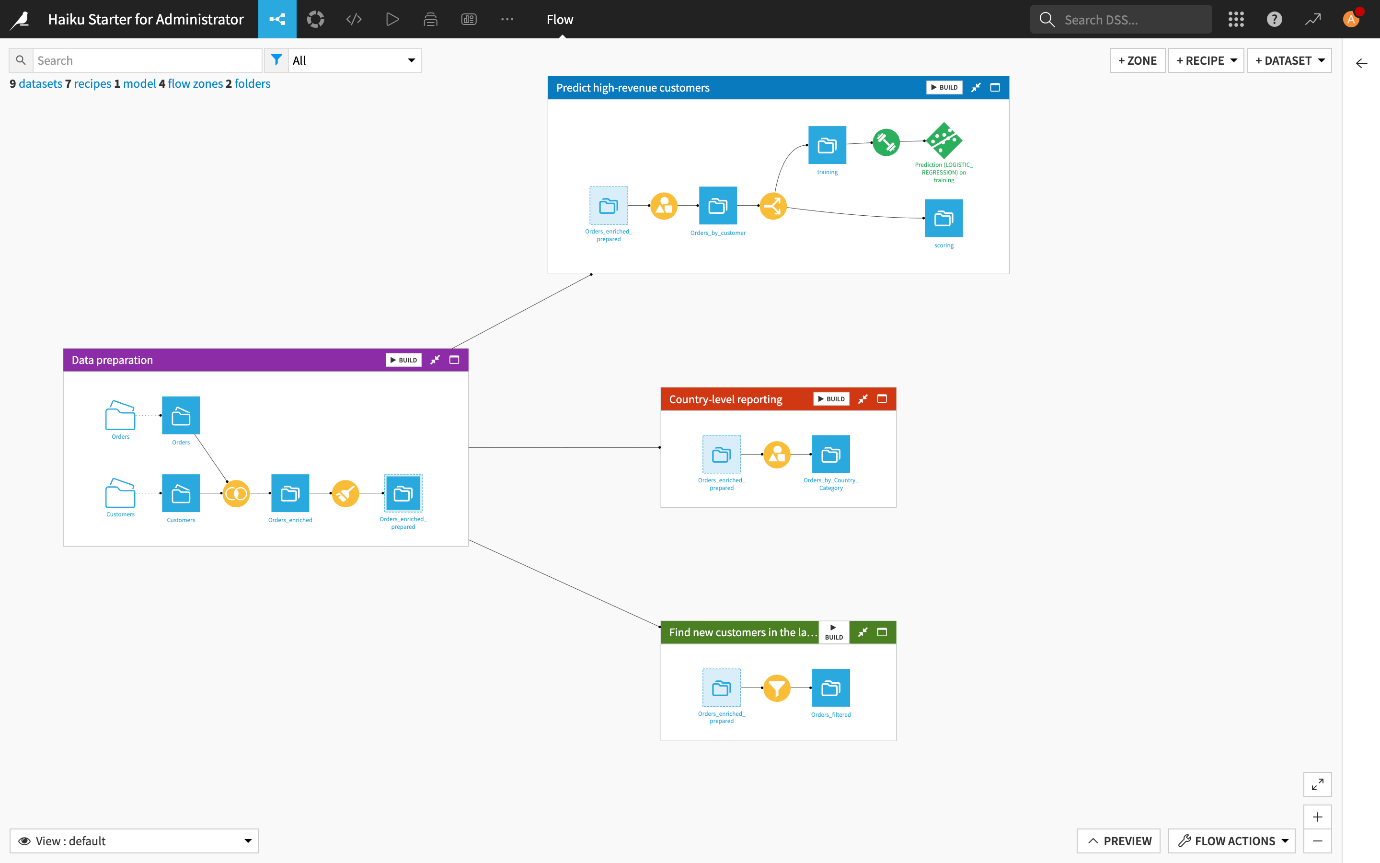 Haiku Starter for Administrator
Flow
Search DSS...
A
Search
All
+ ZONE
+ RECIPE
+ DATASET
9 datasets 7 recipes 1 model 4 flow zones 2 folders
Predict high-revenue customers
BUILD
training
Prediction (LOGISTIC_
REGRESSION) on
training
Orders_enriched_
prepared
Orders_by_customer
scoring
Data preparation
BUILD
Orders
Orders
Customers
Customers
Orders_enriched
Orders_enriched_
prepared
Country-level reporting
BUILD
Orders_enriched_
prepared
Orders_by_Country_
Category
Find new customers in the la...
BUILD
Orders_enriched_
prepared
Orders_filtered
View : default
PREVIEW
FLOW ACTIONS